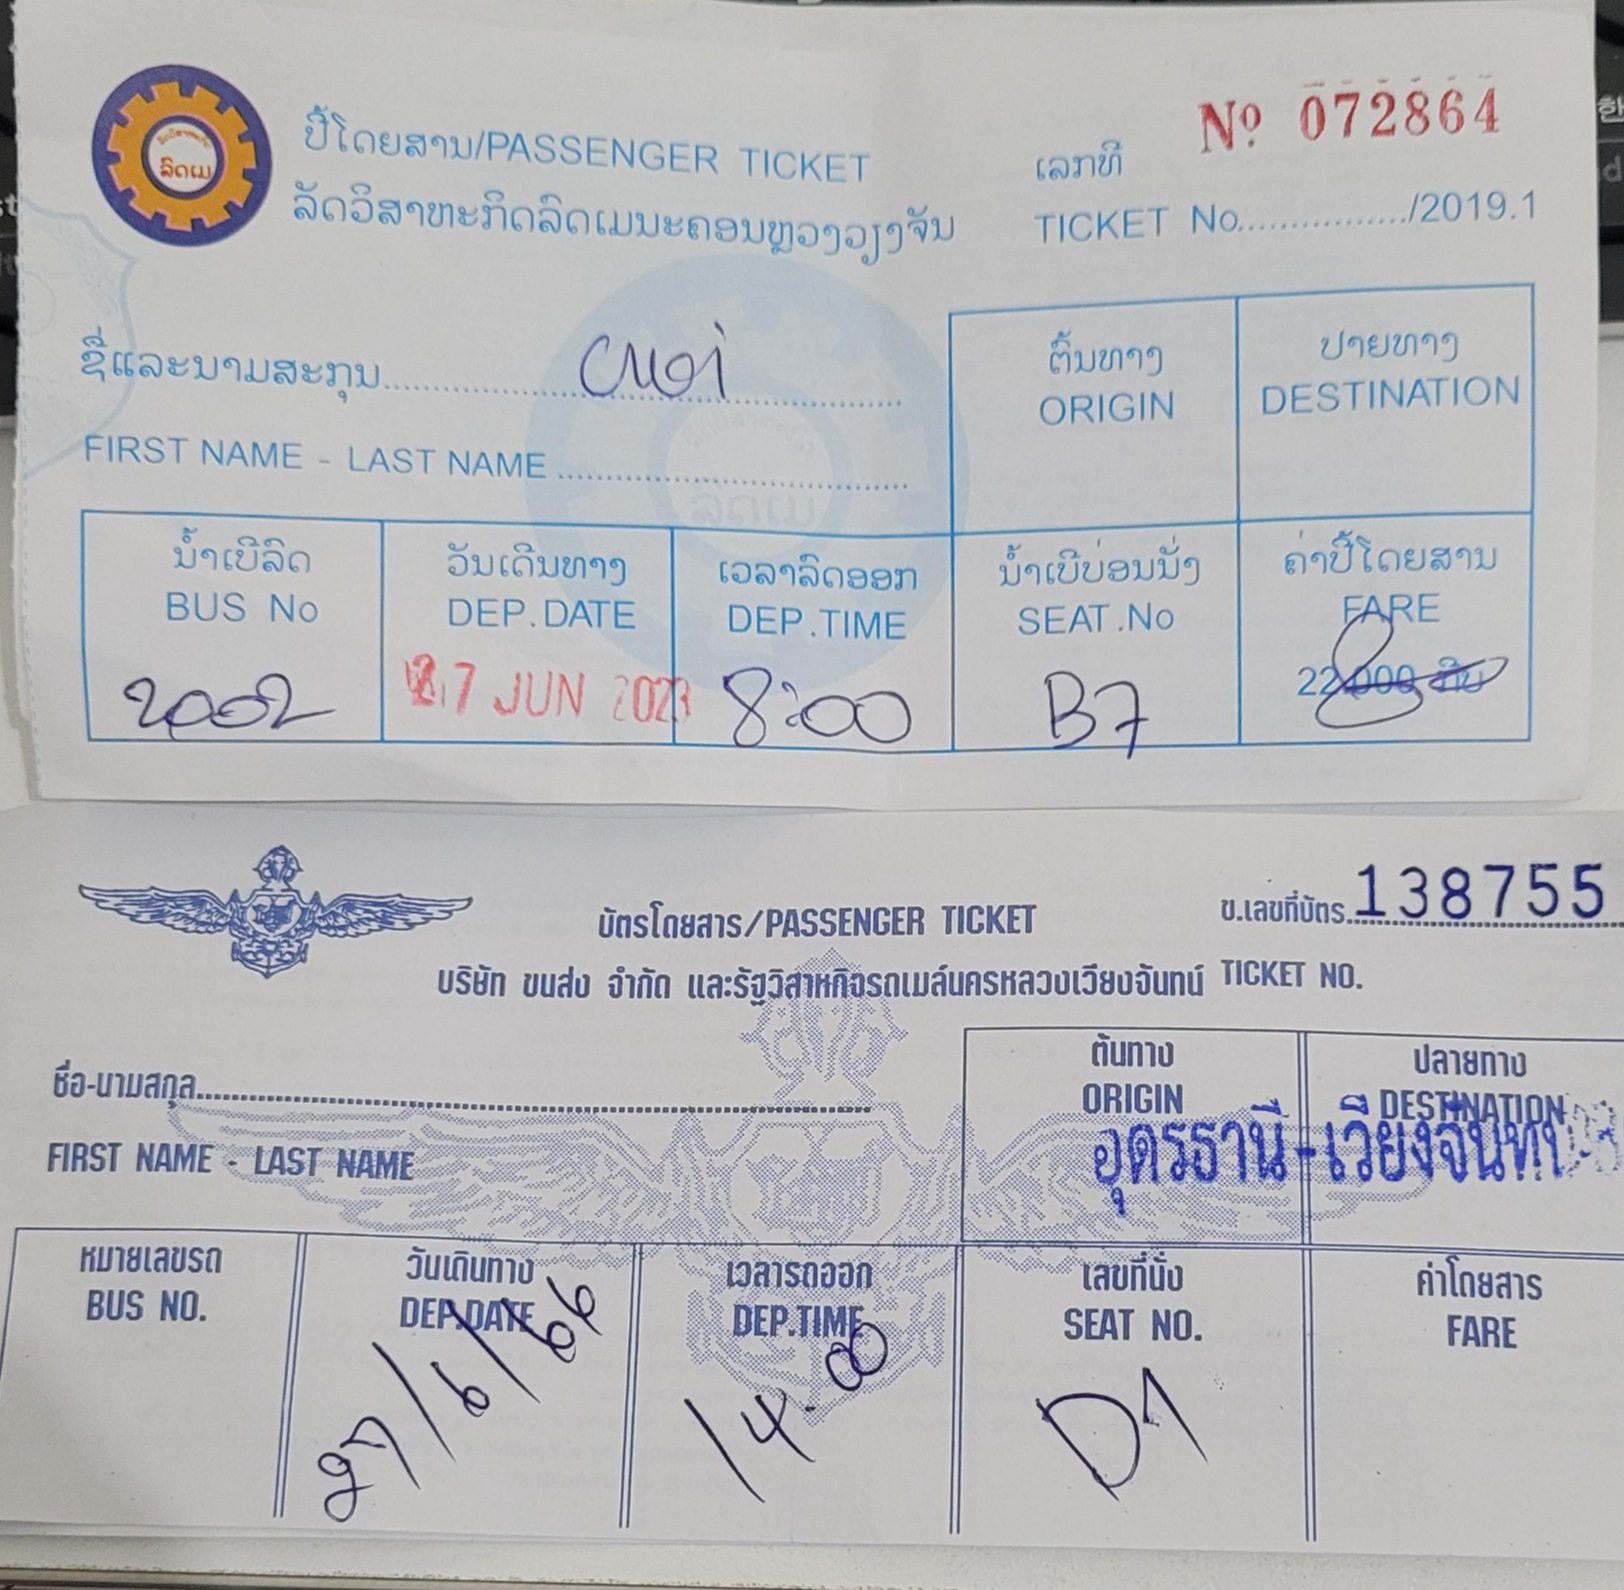 ລົດເມ
ປີ້ໂດຍສານ/PASSENGER TICKET
ລັດວິສາຫະກິດລົດເມນະຄອນຫຼວງວຽງຈັນ
Nº 072864
ເລກທີ
TICKET No................/2019.1
ຊື່ແລະນາມສະກຸນ
FIRST NAME - LAST NAME
ຕົ້ນທາງ
ORIGIN
ປາຍທາງ
DESTINATION
ນ້ຳເບີລົດ
BUS No
2002
ວັນເດີນທາງ
DEP.DATE
27 JUN 2023
ເວລາລົດອອກ
DEP.TIME
8:00
ນ້ຳເບີບ່ອນນັ່ງ
SEAT.No
B7
ຄ່າປີ້ໂດຍສານ
FARE
22.000 ກີບ
บัตรโดยสาร/PASSENGER TICKET
บริษัท ขนส่ง จำกัด และรัฐวิสาหกิจรถเมล์นครหลวงเวียงจันทน์
ข.เลขที่บัตร 138755
TICKET NO.
ชื่อ-นามสกุล
FIRST NAME - LAST NAME
ต้นทาง
ORIGIN
ปลายทาง
DESTINATION
อุดรธานี-เวียงจันทน์
หมายเลขรถ
BUS NO.
วันเดินทาง
DEP.DATE
27/6/66
เวลารถออก
DEP.TIME
14.00
เลขที่นั่ง
SEAT NO.
D1
ค่าโดยสาร
FARE